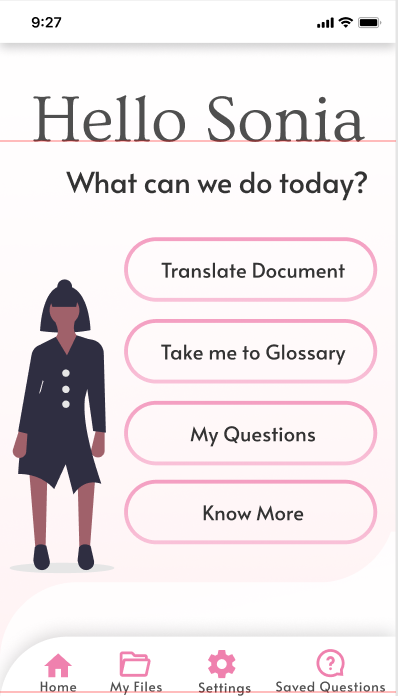 9:27
Hello Sonia
What can we do today?
Translate Document
Take me to Glossary
My Questions
Know More
Home My Files Settings Saved Questions